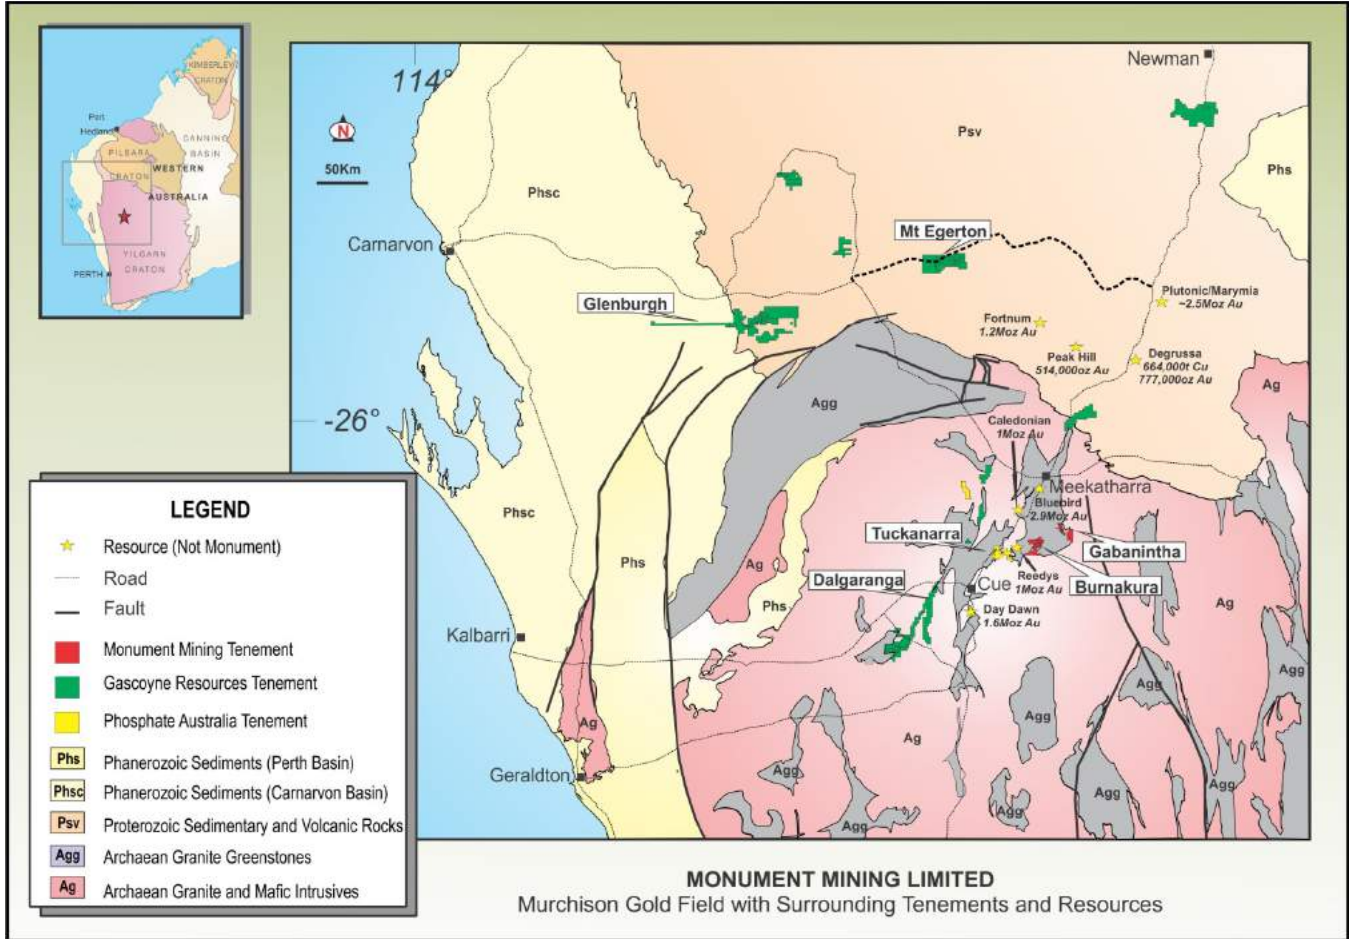 KIMBERLEY
CRATON
Port
Hedland
CANNING
BASIN
PILBARA
CRATON
WESTERN
AUSTRALIA
YILGARN
CRATON
PERTH
114°
N
50Km
-26°
Newman
Psv
Phs
Phsc
Carnarvon
Mt Egerton
Glenburgh
Plutonic/Marymia
~2.5Moz Au
Fortnum
1.2Moz Au
Peak Hill
514,000oz Au
Degrussa
664,000t Cu
777,000oz Au
Ag
Agg
Caledonian
1Moz Au
Meekatharra
Bluebird
2.9Moz Au
Phsc
Tuckanarra
Gabanintha
Phs
Ag
Dalgaranga
Cue
Reedys
1Moz Au
Burnakura
Phs
Day Dawn
1.6Moz Au
Ag
Kalbarri
Agg
Agg
Ag
Agg
Ag
Geraldton
Agg
Agg
Agg
Agg
Agg
LEGEND
Resource (Not Monument)
Road
Fault
Monument Mining Tenement
Gascoyne Resources Tenement
Phosphate Australia Tenement
Phs Phanerozoic Sediments (Perth Basin)
Phsc Phanerozoic Sediments (Carnarvon Basin)
Psv Proterozoic Sedimentary and Volcanic Rocks
Agg Archaean Granite Greenstones
Ag Archaean Granite and Mafic Intrusives
MONUMENT MINING LIMITED
Murchison Gold Field with Surrounding Tenements and Resources